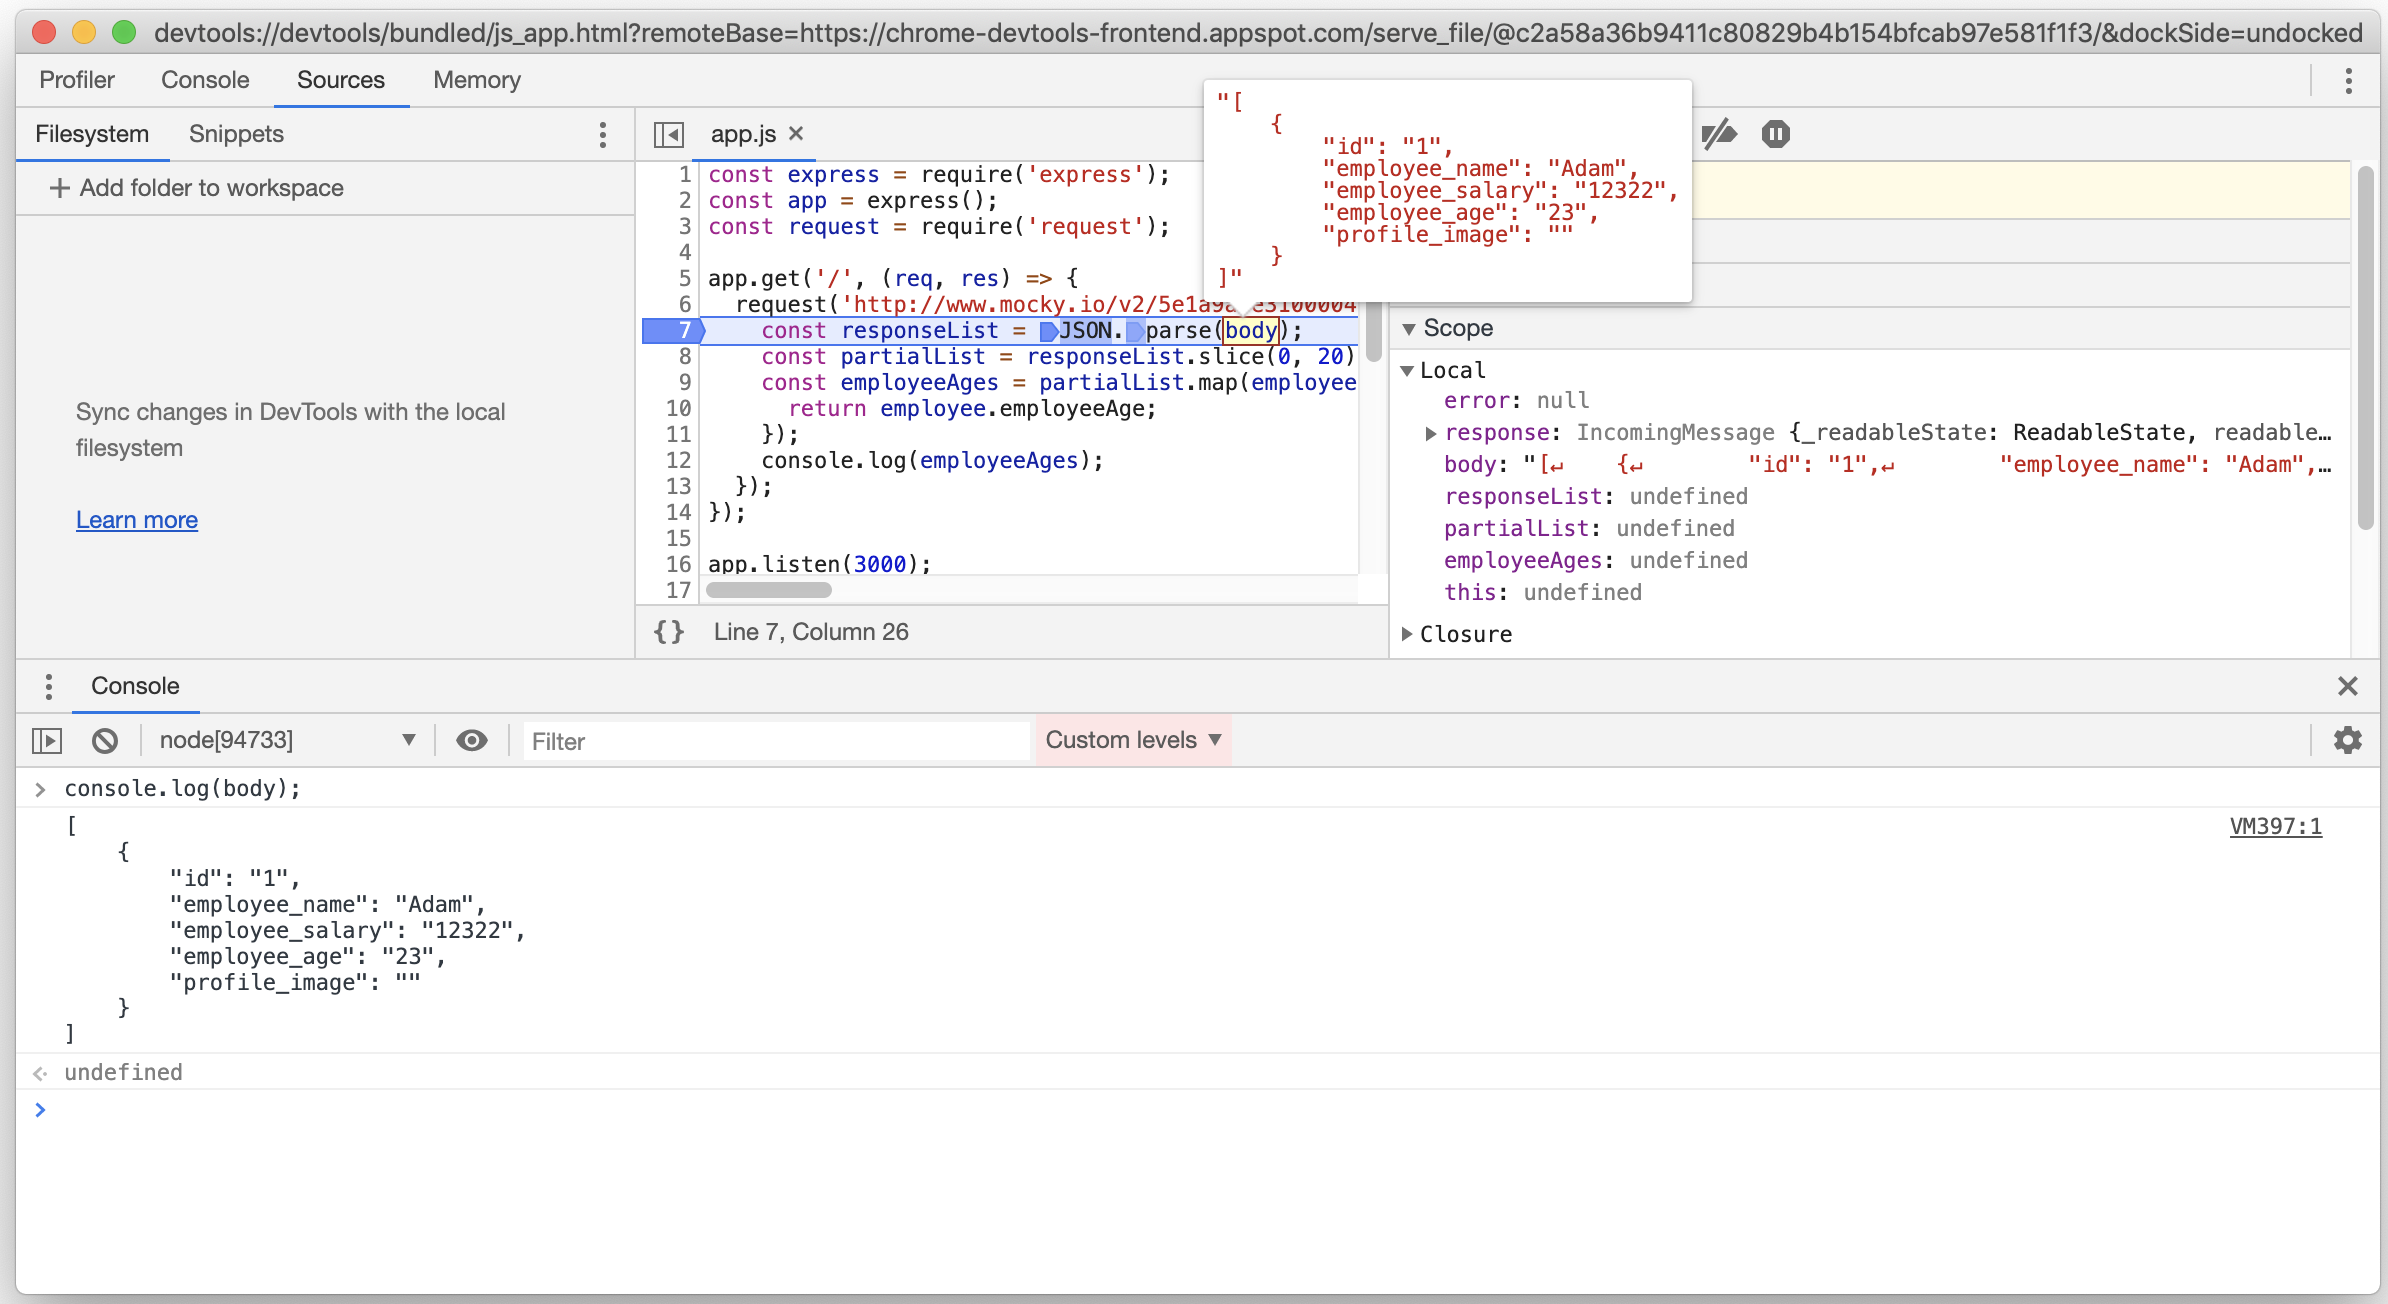 devtools://devtools/bundled/js_app.html?remoteBase=https://chrome-devtools-frontend.appspot.com/serve_file/@c2a58a36b9411c80829b4b154bfcab97e581f1f3/&dockSide=undocked
Profiler Console Sources Memory
Filesystem Snippets
+ Add folder to workspace
Sync changes in DevTools with the local
filesystem
Learn more
app.js ×
1 const express = require('express');
2 const app = express();
3 const request = require('request');
4
5 app.get('/', (req, res) => {
6 request('http://www.mocky.io/v2/
7 const responseList = JSON.parse(body);
8 const partialList = responseList.slice(0, 20)
9 const employeeAges = partialList.map(employee
10 return employee.employeeAge;
11 });
12 console.log(employeeAges);
13 });
14 });
15
16 app.listen(3000);
17
{} Line 7, Column 26
"[
{
"id": "1",
"employee_name": "Adam",
"employee_salary": "12322",
"employee_age": "23",
"profile_image": ""
}
]"
Scope
Local
error: null
response: IncomingMessage {_readableState: ReadableState, readable…
body: "[↵ {↵ "id": "1",↵ "employee_name": "Adam",…
responseList: undefined
partialList: undefined
employeeAges: undefined
this: undefined
Closure
Console
node[94733] ▼ Filter Custom levels ▼
> console.log(body);
[ VM397:1
{
"id": "1",
"employee_name": "Adam",
"employee_salary": "12322",
"employee_age": "23",
"profile_image": ""
}
]
undefined
>